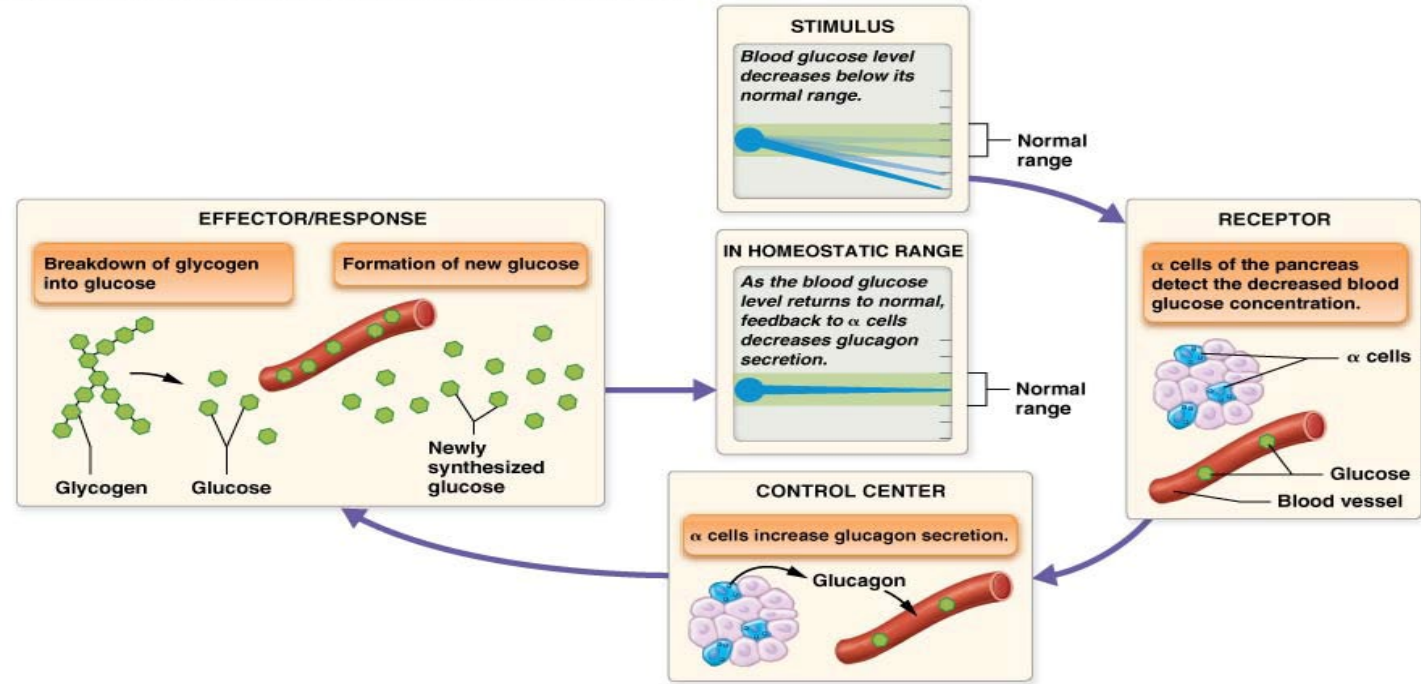 STIMULUS
Blood glucose level
decreases below its
normal range.
Normal
range
RECEPTOR
α cells of the pancreas
detect the decreased blood
glucose concentration.
α cells
Glucose
Blood vessel
CONTROL CENTER
α cells increase glucagon secretion.
Glucagon
EFFECTOR/RESPONSE
Breakdown of glycogen
into glucose
Formation of new glucose
Glycogen
Glucose
Newly
synthesized
glucose
IN HOMEOSTATIC RANGE
As the blood glucose
level returns to normal,
feedback to α cells
decreases glucagon
secretion.
Normal
range